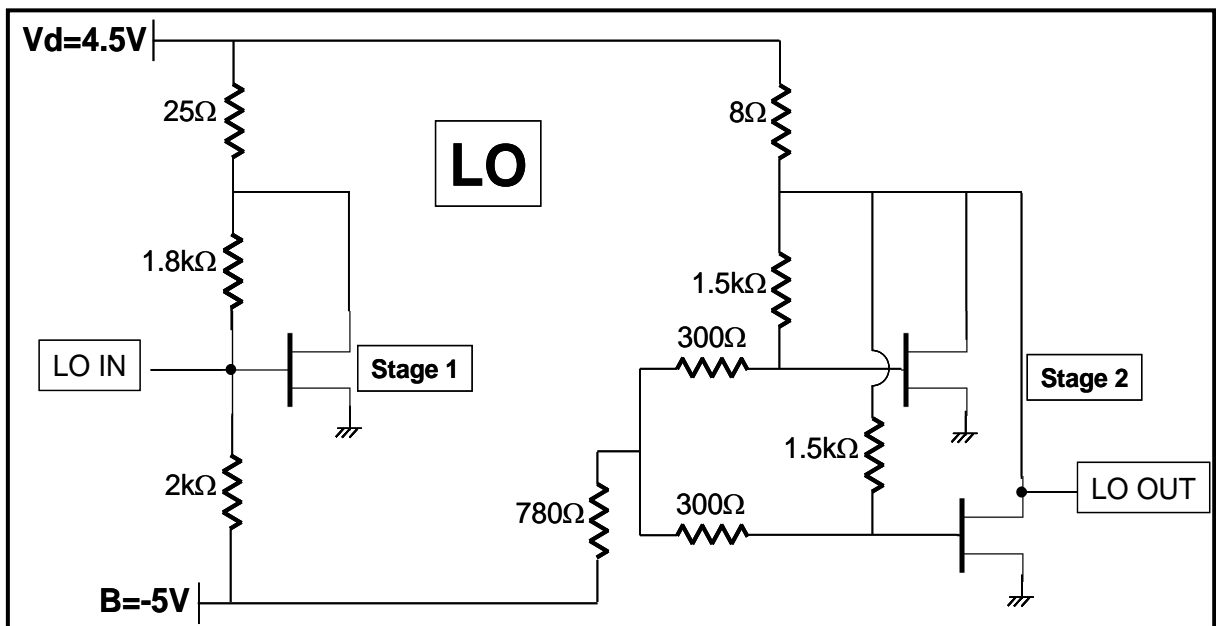 Vd=4.5V
25Ω
8Ω
LO
1.8kΩ
1.5kΩ
300Ω
LO IN
Stage 1
Stage 2
1.5kΩ
2kΩ
780Ω
300Ω
LO OUT
B=-5V